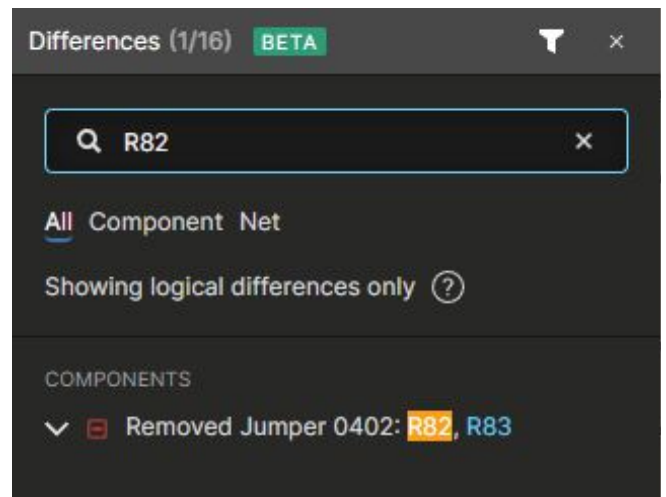 Differences (1/16) BETA
R82
All Component Net
Showing logical differences only
COMPONENTS
Removed Jumper 0402: R82, R83